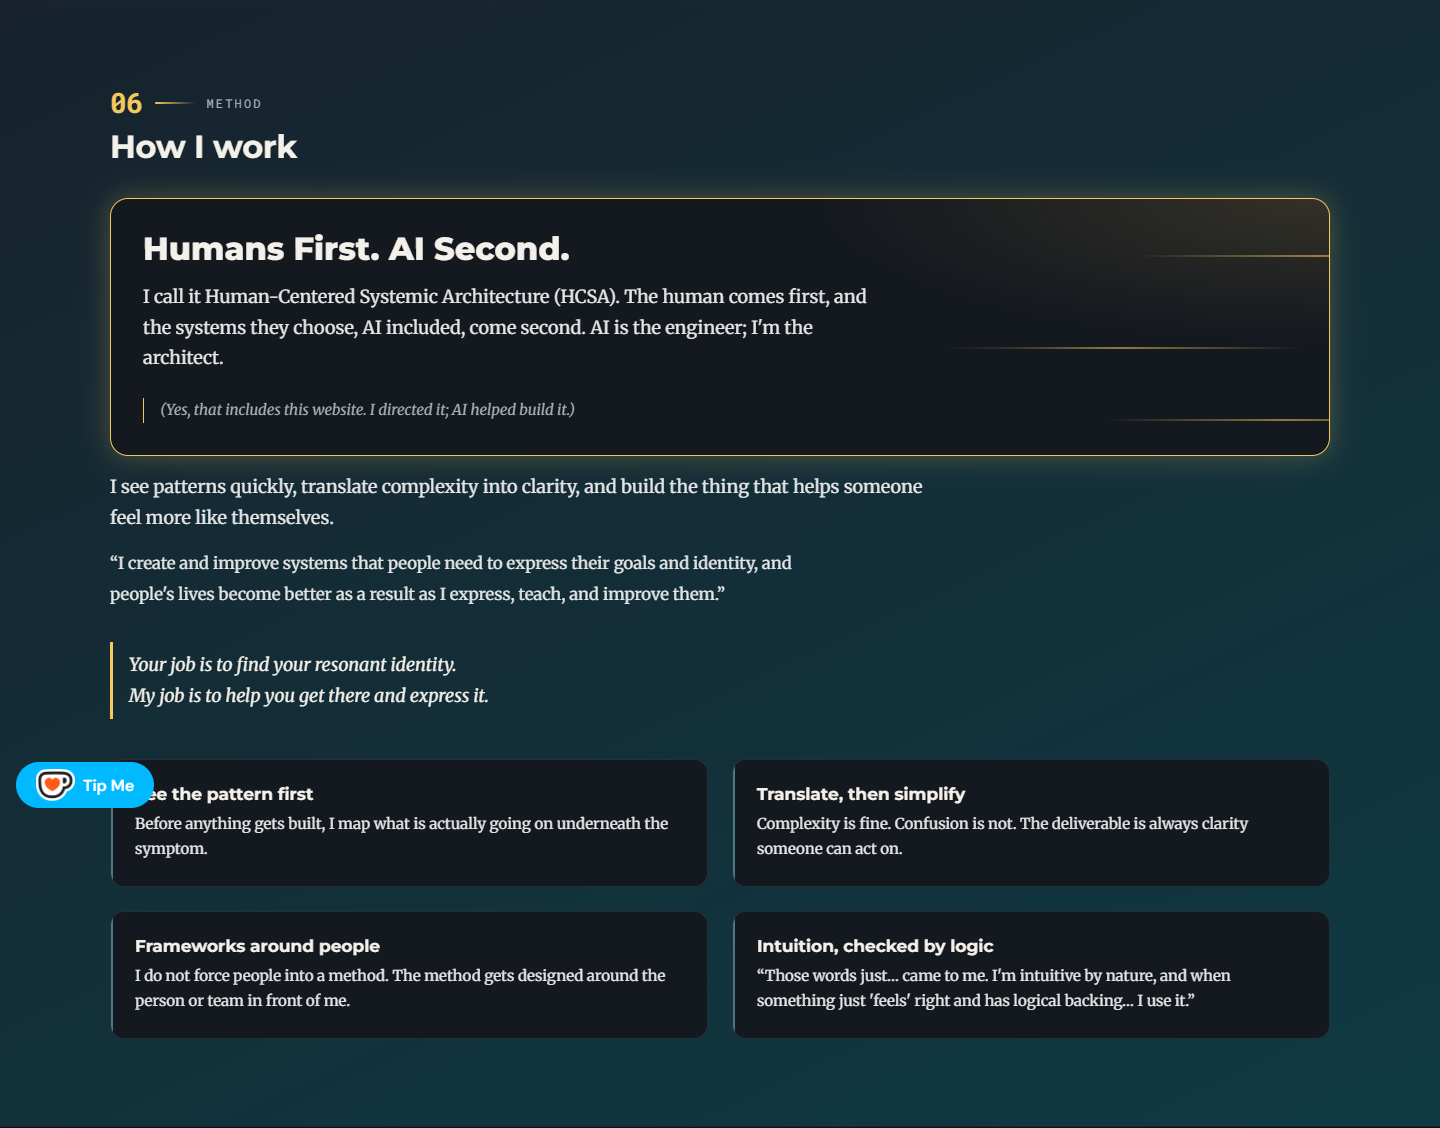 06 METHOD
How I work
Humans First. AI Second.
I call it Human-Centered Systemic Architecture (HCSA). The human comes first, and
the systems they choose, AI included, come second. AI is the engineer; I'm the
architect.
(Yes, that includes this website. I directed it; AI helped build it.)
I see patterns quickly, translate complexity into clarity, and build the thing that helps someone
feel more like themselves.
“I create and improve systems that people need to express their goals and identity, and
people's lives become better as a result as I express, teach, and improve them.”
Your job is to find your resonant identity.
My job is to help you get there and express it.
Tip Me
ee the pattern first
Before anything gets built, I map what is actually going on underneath the
symptom.
Translate, then simplify
Complexity is fine. Confusion is not. The deliverable is always clarity
someone can act on.
Frameworks around people
I do not force people into a method. The method gets designed around the
person or team in front of me.
Intuition, checked by logic
“Those words just... came to me. I'm intuitive by nature, and when
something just 'feels' right and has logical backing... I use it.”